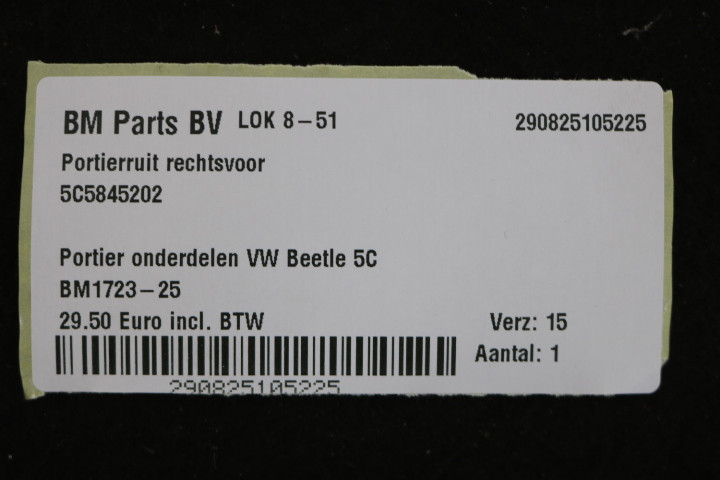 BM Parts BV LOK 8-51 290825105225
Portierruit rechtsvoor
5C5845202
Portier onderdelen VW Beetle 5C
BM1723-25
29.50 Euro incl. BTW Verz: 15
Aantal: 1
290825105225